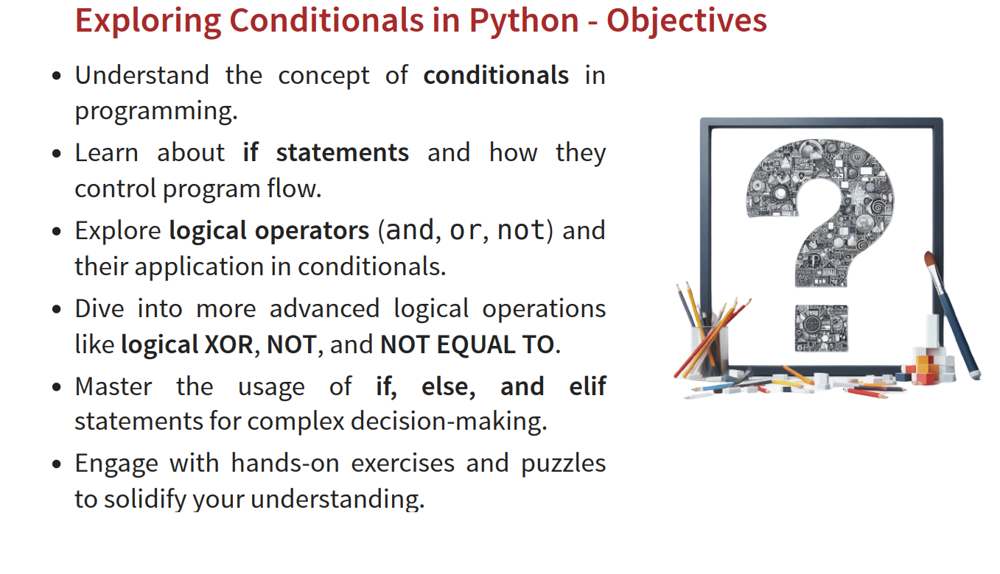 Exploring Conditionals in Python - Objectives
• Understand the concept of conditionals in
programming.
• Learn about if statements and how they
control program flow.
• Explore logical operators (and, or, not) and
their application in conditionals.
• Dive into more advanced logical operations
like logical XOR, NOT, and NOT EQUAL TO.
• Master the usage of if, else, and elif
statements for complex decision-making.
• Engage with hands-on exercises and puzzles
to solidify your understanding.